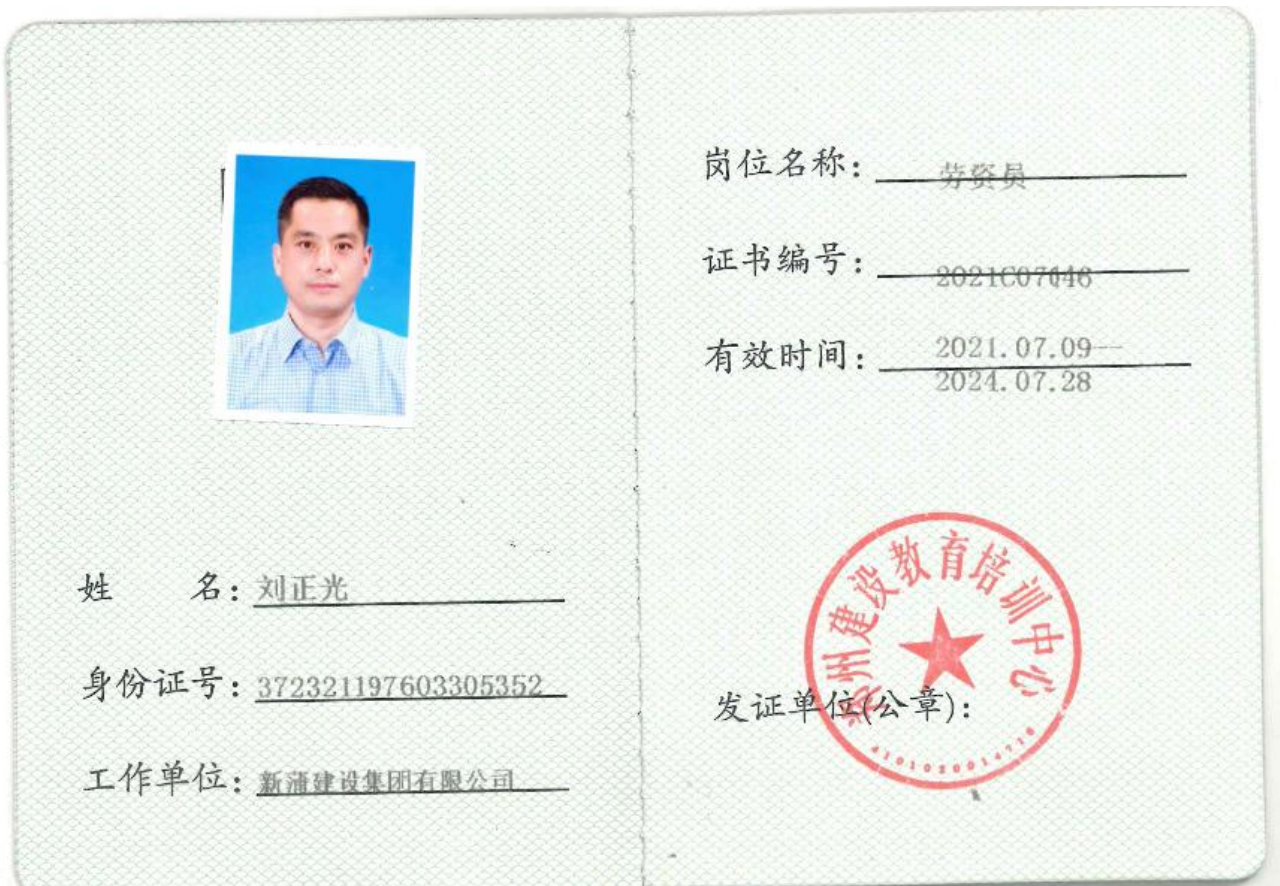 姓 名：刘正光
身份证号：372321197603305352
工作单位：新蒲建设集团有限公司
岗位名称：劳资员
证书编号：
有效时间：2021.07.09—
2024.07.28
州建设教育培训中心
发证单位(公章)：